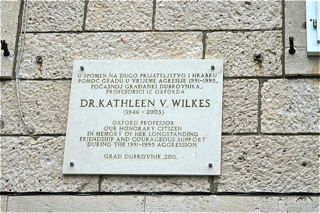 U SPOMEN NA DUGO PRIJATELJSTVO I HRABRU
POMOĆ GRADU U VRIJEME AGRESIJE 1991-1995,
POČASNOJ GRAĐANKI DUBROVNIKA,
PROFESORICI IZ OXFORDA
DR. KATHLEEN V. WILKES
(1946 - 2003)
OXFORD PROFESSOR
OUR HONORARY CITIZEN
IN MEMORY OF HER LONGSTANDING
FRIENDSHIP AND COURAGEOUS SUPPORT
DURING THE 1991-1995 AGGRESSION
GRAD DUBROVNIK, 2011.